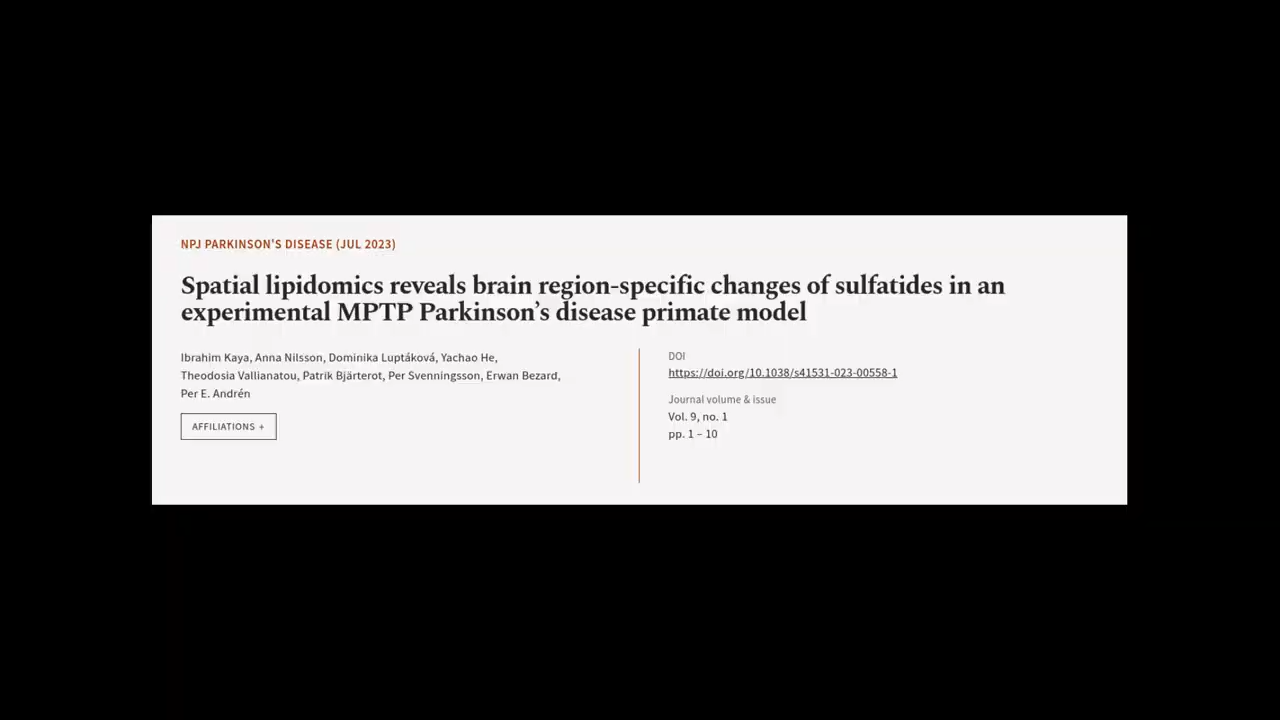 NPJ PARKINSON'S DISEASE (JUL 2023)
Spatial lipidomics reveals brain region-specific changes of sulfatides in an
experimental MPTP Parkinson’s disease primate model
Ibrahim Kaya, Anna Nilsson, Dominika Luptáková, Yachao He,
Theodosia Vallianatou, Patrik Bjärterot, Per Svenningsson, Erwan Bezard,
Per E. Andrén
AFFILIATIONS +
DOI
https://doi.org/10.1038/s41531-023-00558-1
Journal volume & issue
Vol. 9, no. 1
pp. 1 – 10